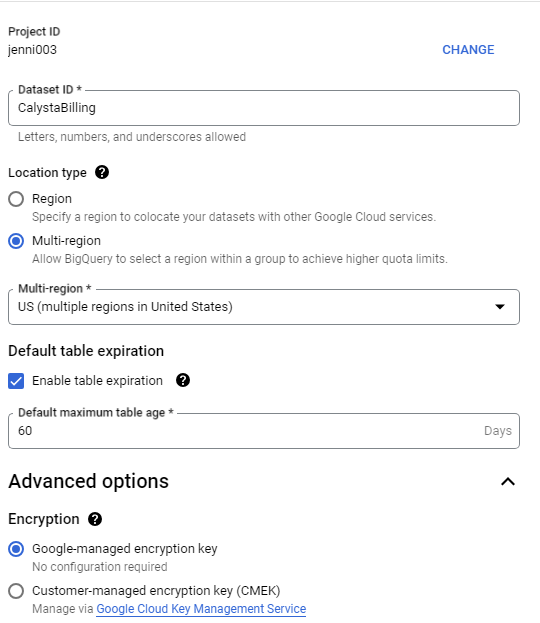 Project ID
jenni003
CHANGE
Dataset ID *
CalystaBilling
Letters, numbers, and underscores allowed
Location type ?
Region
Specify a region to colocate your datasets with other Google Cloud services.
Multi-region
Allow BigQuery to select a region within a group to achieve higher quota limits.
Multi-region *
US (multiple regions in United States)
Default table expiration
Enable table expiration ?
Default maximum table age *
60 Days
Advanced options
Encryption ?
Google-managed encryption key
No configuration required
Customer-managed encryption key (CMEK)
Manage via Google Cloud Key Management Service